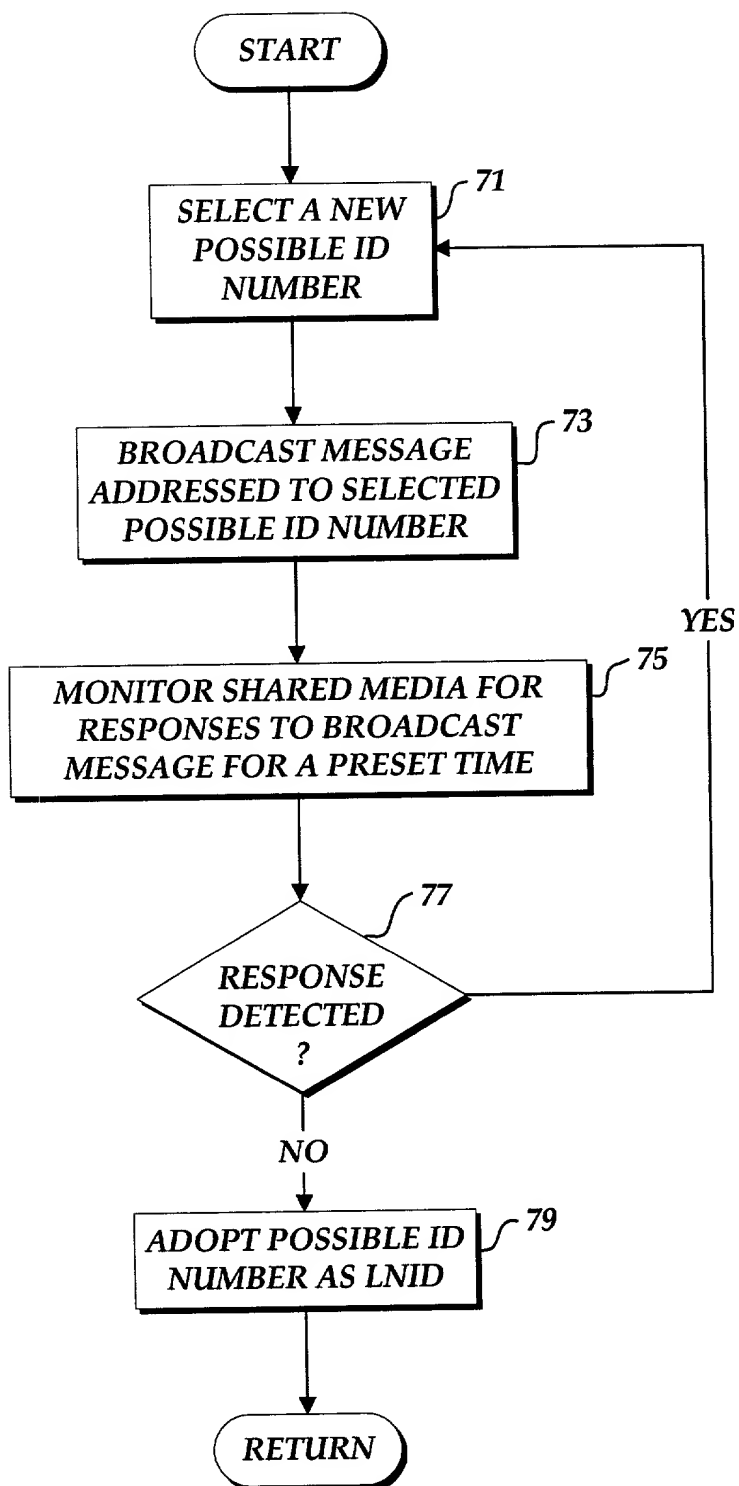 START
71
SELECT A NEW
POSSIBLE ID
NUMBER
73
BROADCAST MESSAGE
ADDRESSED TO SELECTED
POSSIBLE ID NUMBER
YES
75
MONITOR SHARED MEDIA FOR
RESPONSES TO BROADCAST
MESSAGE FOR A PRESET TIME
77
RESPONSE
DETECTED
?
NO
79
ADOPT POSSIBLE ID
NUMBER AS LNID
RETURN